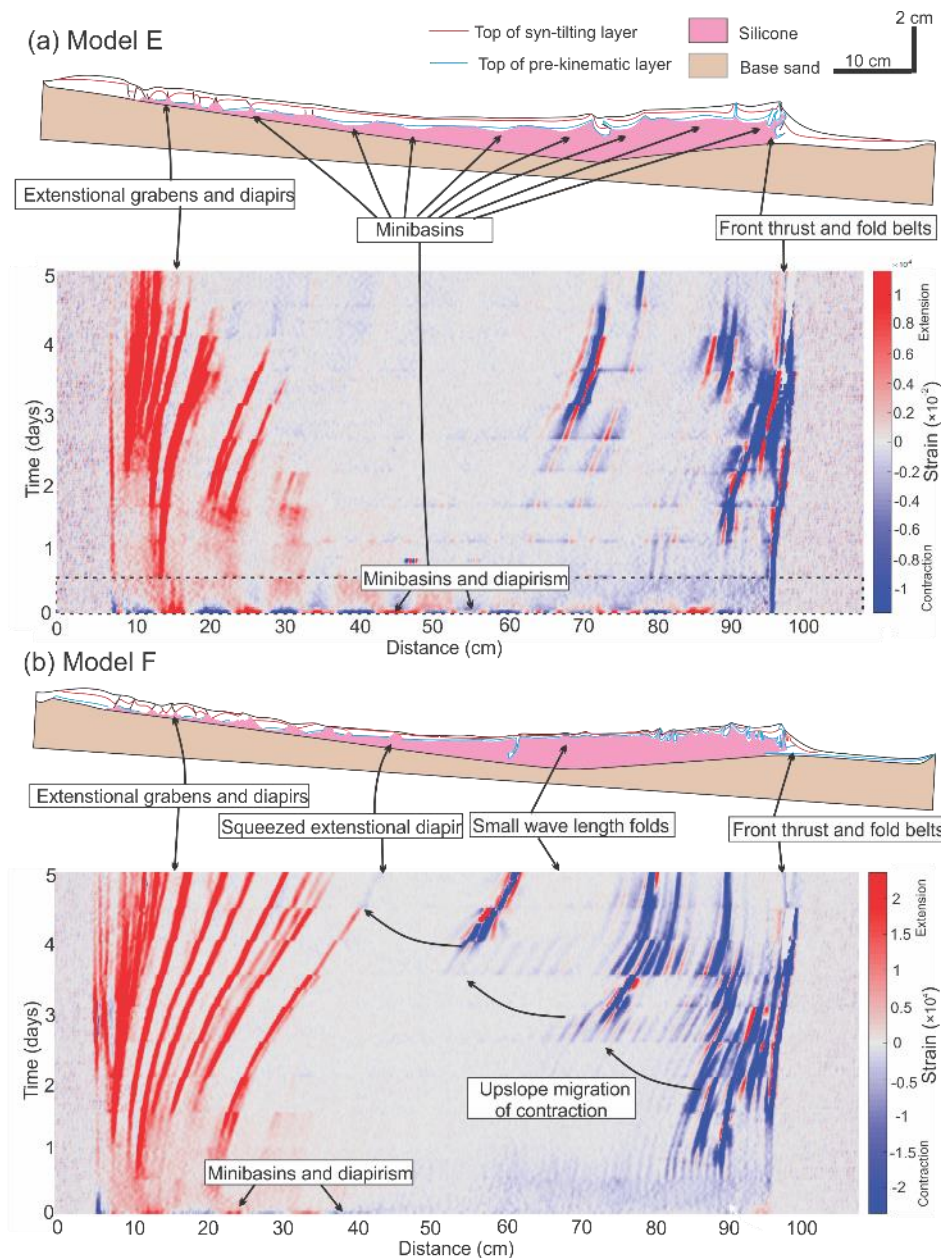 (a) Model E
Top of syn-tilting layer
Top of pre-kinematic layer
Silicone
Base sand
2 cm
10 cm
Extenstional grabens and diapirs
Minibasins
Front thrust and fold belts
5
4
3
2
1
0
Time (days)
Minibasins and diapirism
0 10 20 30 40 50 60 70 80 90 100
Distance (cm)
×10⁻⁴
1
0.8
0.6
0.4
0.2
0
-0.2
-0.4
-0.6
-0.8
-1
Extension
Strain (×10⁻²)
Contraction
(b) Model F
Extenstional grabens and diapirs
Squeezed extenstional diapir
Small wave length folds
Front thrust and fold belts
5
4
3
2
1
0
Time (days)
Upslope migration
of contraction
Minibasins and diapirism
0 10 20 30 40 50 60 70 80 90 100
Distance (cm)
2
1.5
1
0.5
0
-0.5
-1
-1.5
-2
Extension
Contraction